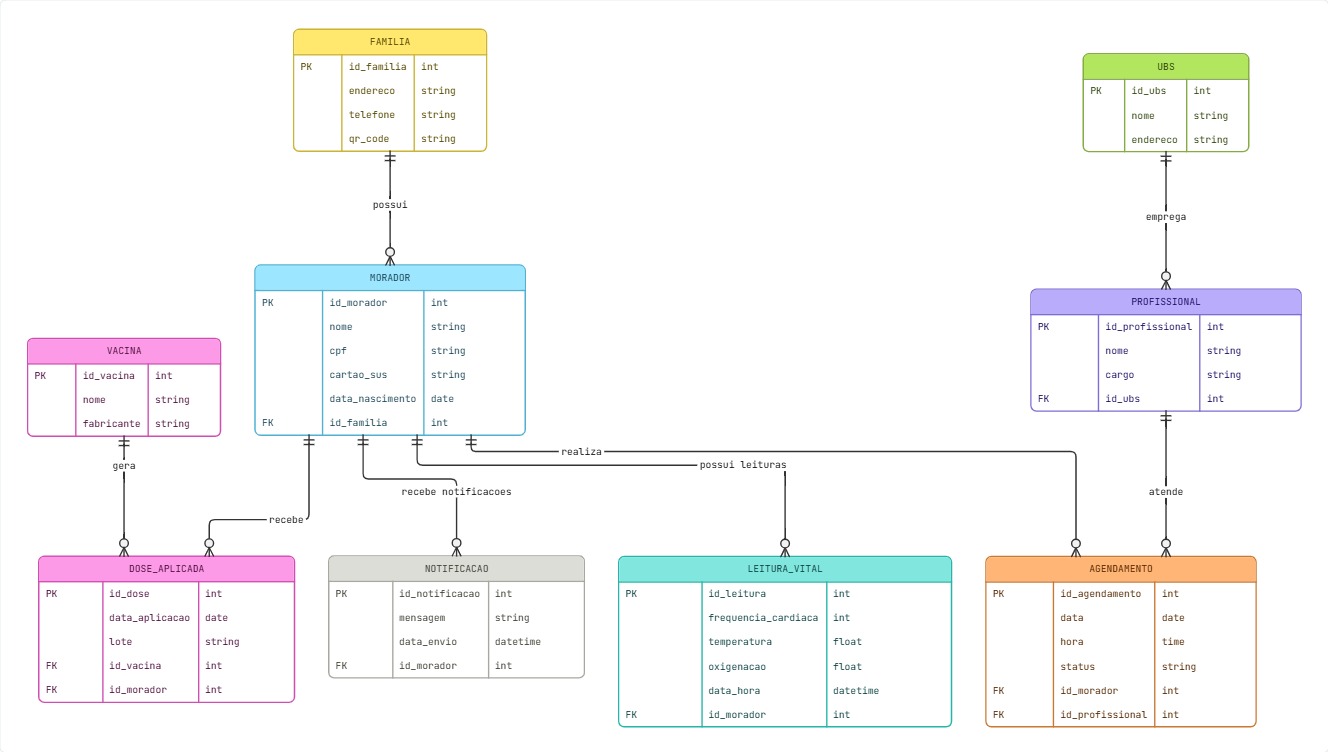 FAMILIA
PK id_familia int
endereco string
telefone string
qr_code string
UBS
PK id_ubs int
nome string
endereco string
possui
emprega
MORADOR
PK id_morador int
nome string
cpf string
cartao_sus string
data_nascimento date
FK id_familia int
PROFISSIONAL
PK id_profissional int
nome string
cargo string
FK id_ubs int
VACINA
PK id_vacina int
nome string
fabricante string
gera
recebe
recebe notificacoes
possui leituras
realiza
atende
DOSE_APLICADA
PK id_dose int
data_aplicacao date
lote string
FK id_vacina int
FK id_morador int
NOTIFICACAO
PK id_notificacao int
mensagem string
data_envio datetime
FK id_morador int
LEITURA_VITAL
PK id_leitura int
frequencia_cardiaca int
temperatura float
oxigenacao float
data_hora datetime
FK id_morador int
AGENDAMENTO
PK id_agendamento int
data date
hora time
status string
FK id_morador int
FK id_profissional int